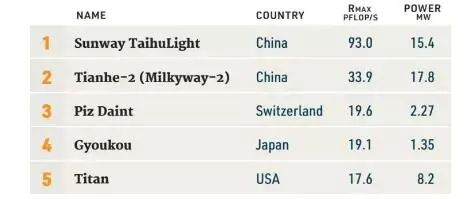 NAME COUNTRY RMAX PFLOP/S POWER MW
1 Sunway TaihuLight China 93.0 15.4
2 Tianhe-2 (Milkyway-2) China 33.9 17.8
3 Piz Daint Switzerland 19.6 2.27
4 Gyoukou Japan 19.1 1.35
5 Titan USA 17.6 8.2